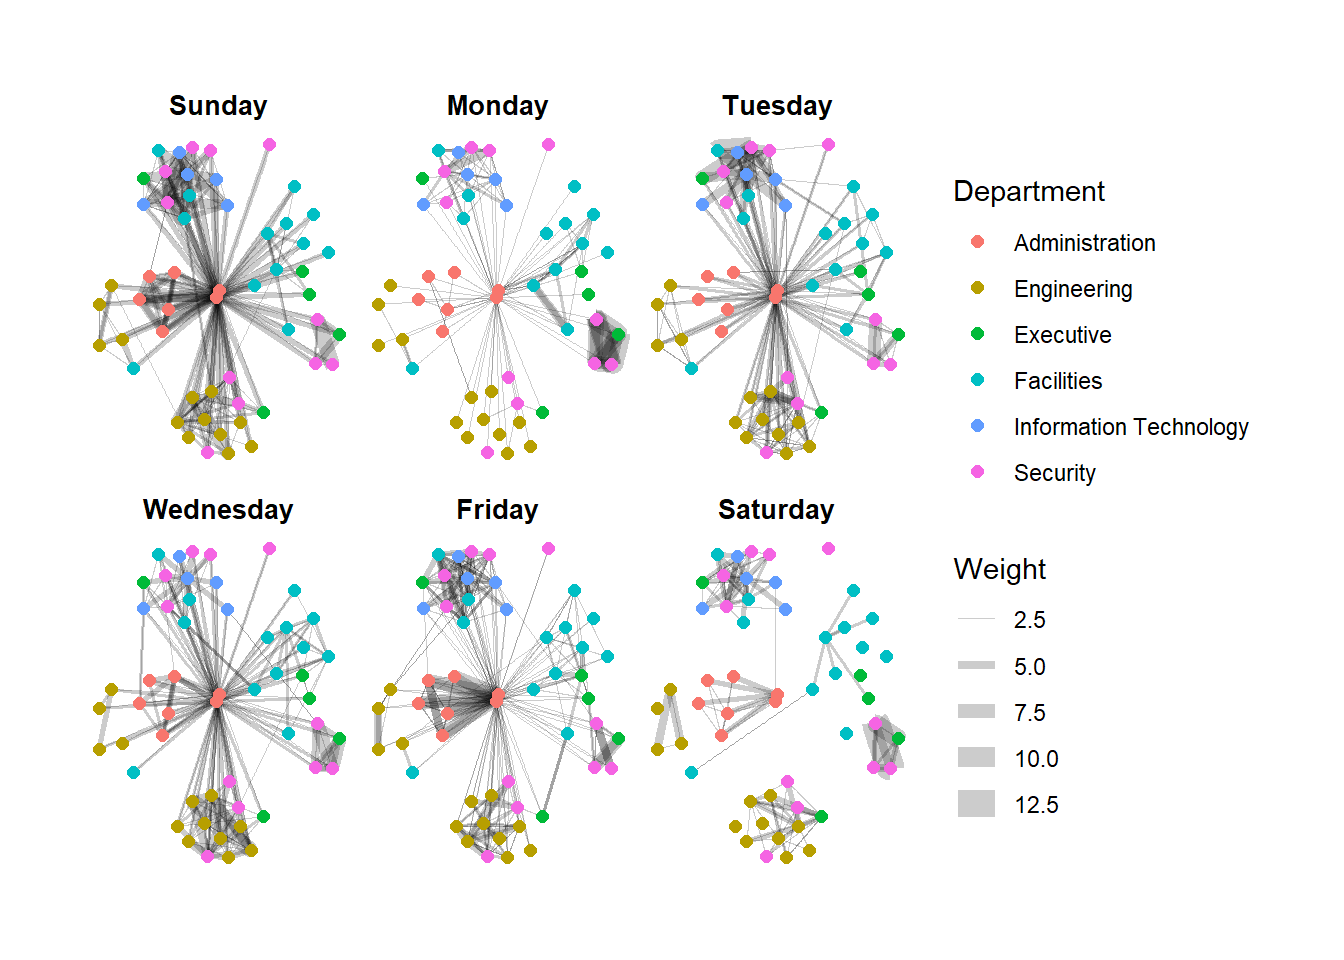 Sunday
Monday
Tuesday
Wednesday
Friday
Saturday
Department
Administration
Engineering
Executive
Facilities
Information Technology
Security
Weight
2.5
5.0
7.5
10.0
12.5